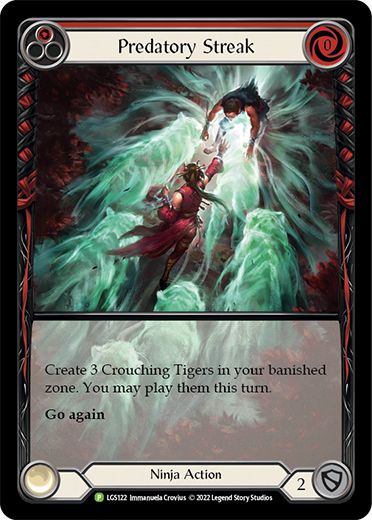 Predatory Streak
0
Create 3 Crouching Tigers in your banished
zone. You may play them this turn.
Go again
Ninja Action
2
P LGS122 Immanuela Crovius © 2022 Legend Story Studios